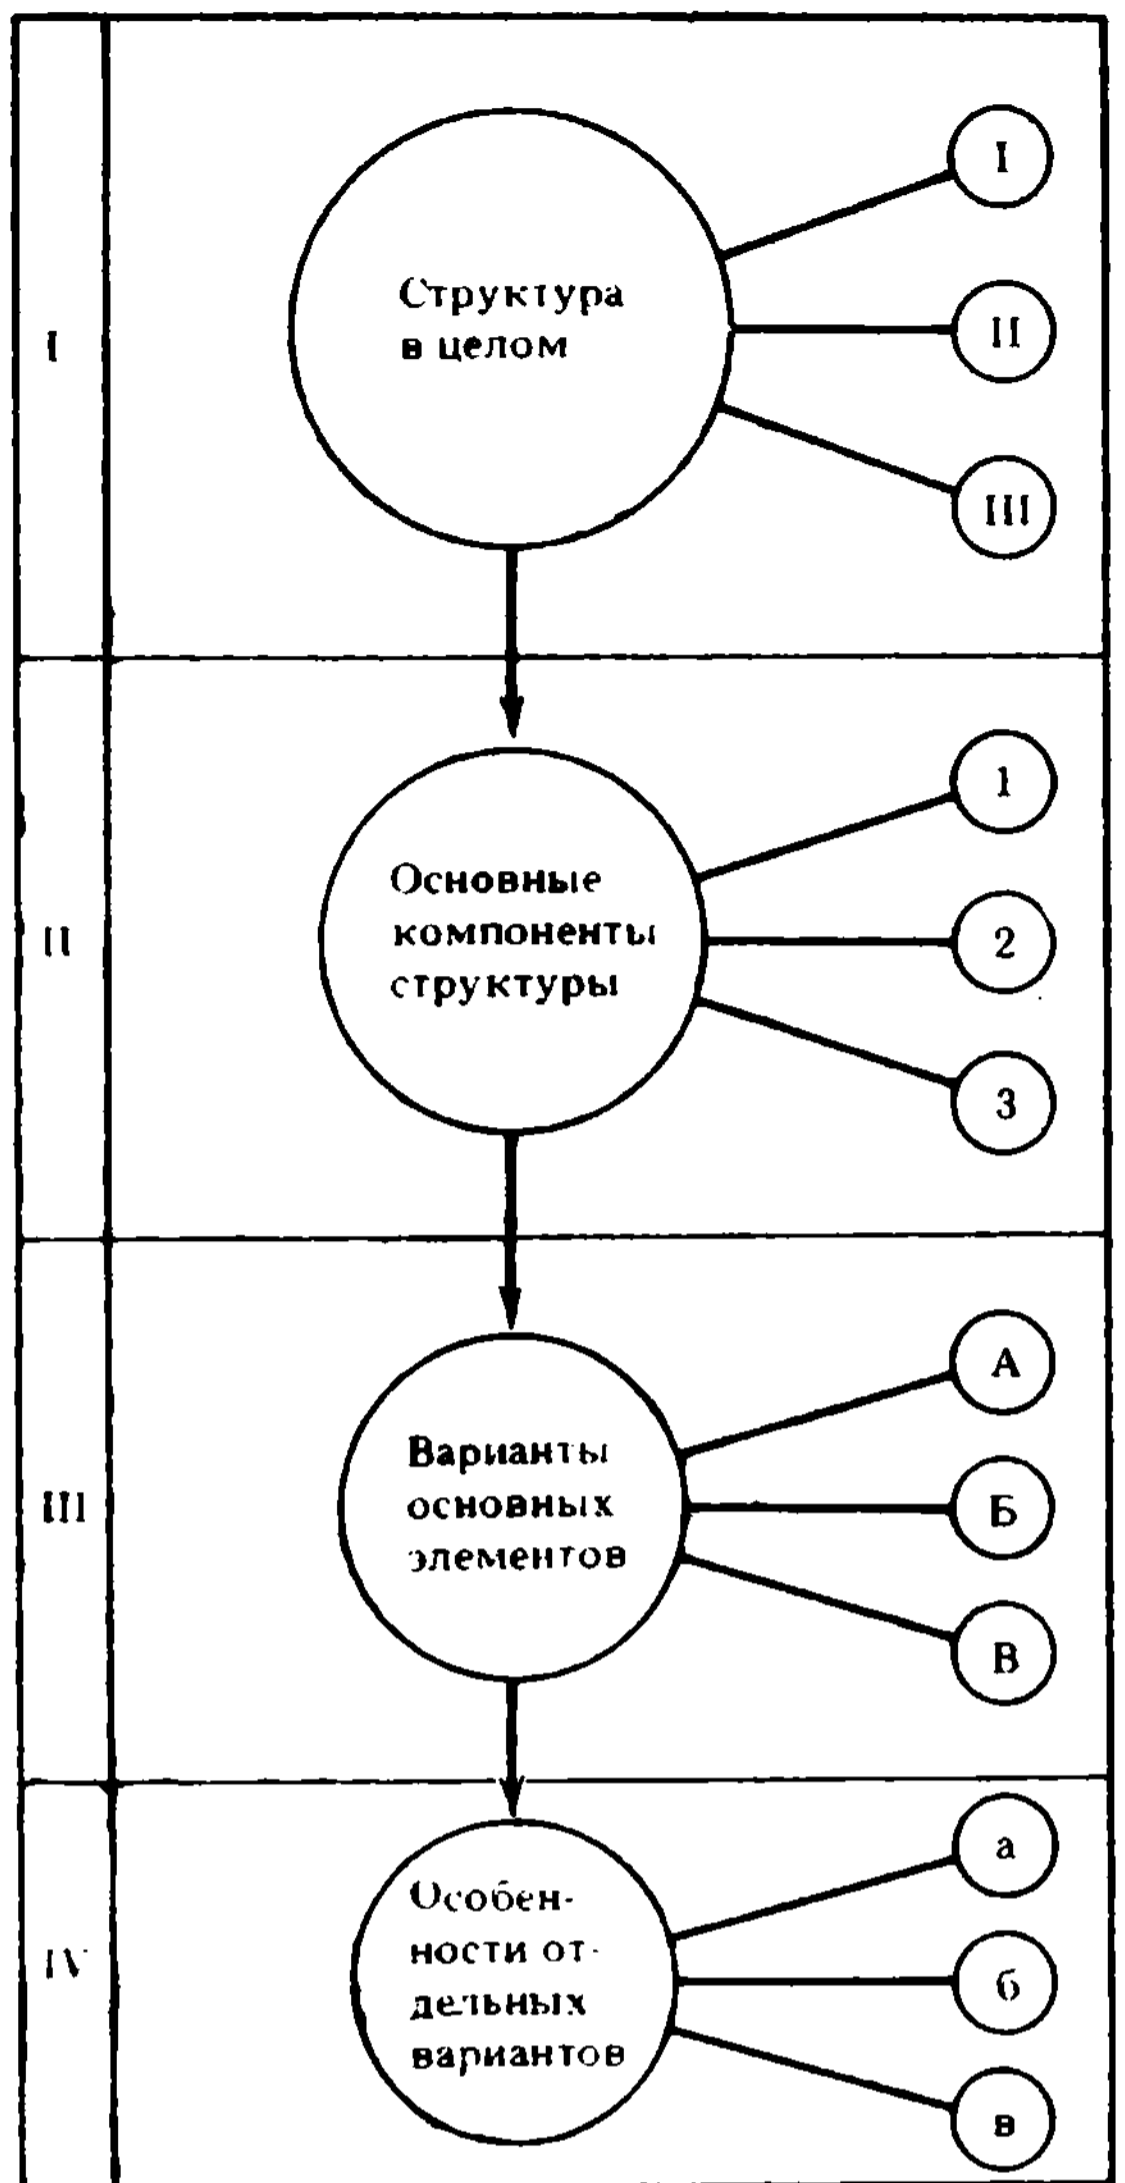 I
Структура
в целом
I
II
III
II
Основные
компоненты
структуры
1
2
3
III
Варианты
основных
элементов
А
Б
В
IV
Особен-
ности от-
дельных
вариантов
а
б
в